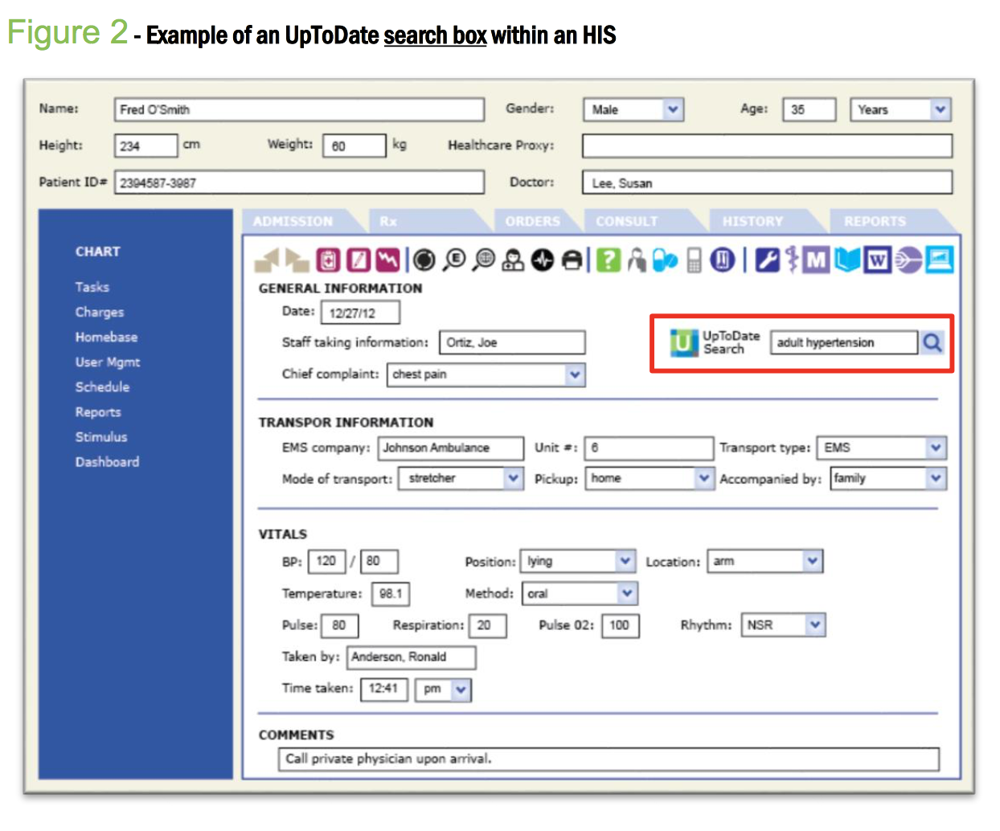 Figure 2 - Example of an UpToDate search box within an HIS
Name: Fred O'Smith Gender: Male Age: 35 Years
Height: 234 cm Weight: 60 kg Healthcare Proxy:
Patient ID# 2394587-3987 Doctor: Lee, Susan
ADMISSION Rx ORDERS CONSULT HISTORY REPORTS
CHART
Tasks
Charges
Homebase
User Mgmt
Schedule
Reports
Stimulus
Dashboard
E ? M W
GENERAL INFORMATION
Date: 12/27/12
Staff taking information: Ortiz, Joe
Chief complaint: chest pain
U UpToDate
Search adult hypertension
TRANSPOR INFORMATION
EMS company: Johnson Ambulance Unit #: 6 Transport type: EMS
Mode of transport: stretcher Pickup: home Accompanied by: family
VITALS
BP: 120 / 80 Position: lying Location: arm
Temperature: 98.1 Method: oral
Pulse: 80 Respiration: 20 Pulse 02: 100 Rhythm: NSR
Taken by: Anderson, Ronald
Time taken: 12:41 pm
COMMENTS
Call private physician upon arrival.